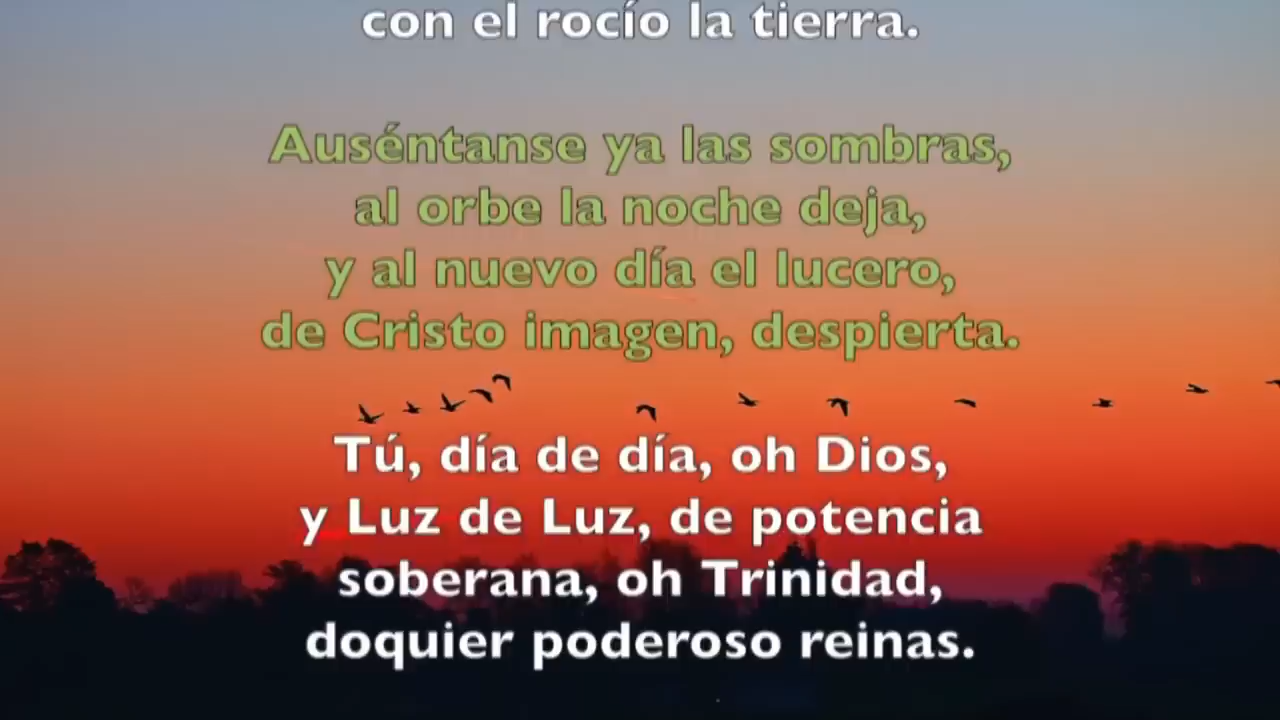 con el rocío la tierra.
Auséntanse ya las sombras,
al orbe la noche deja,
y al nuevo día el lucero,
de Cristo imagen, despierta.
Tú, día de día, oh Dios,
y Luz de Luz, de potencia
soberana, oh Trinidad,
doquier poderoso reinas.